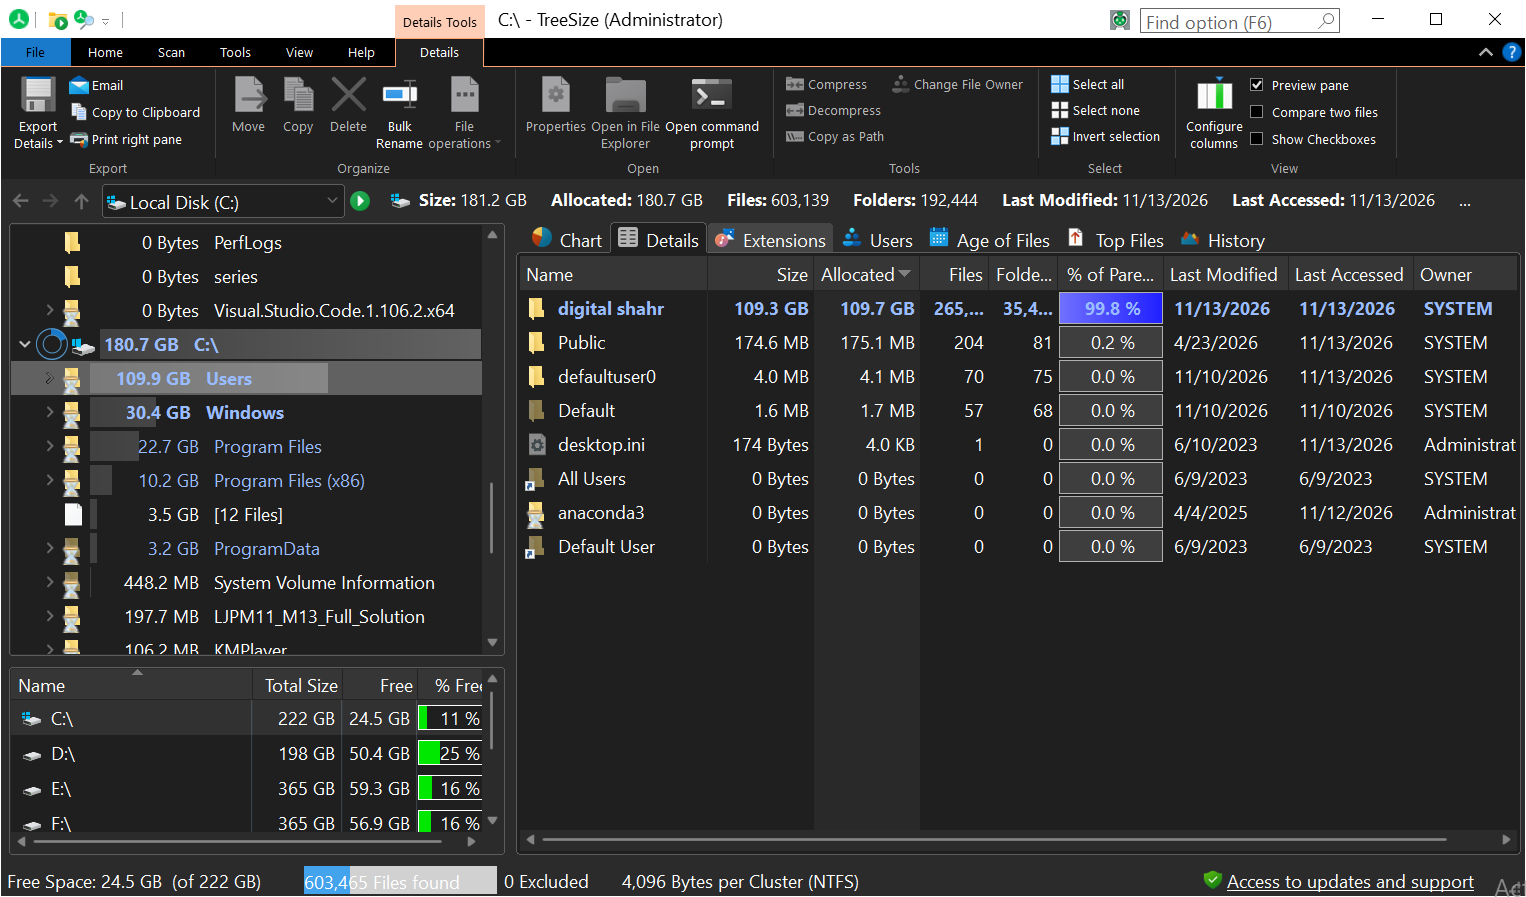 Details Tools
C:\ - TreeSize (Administrator)
Find option (F6)
File
Home
Scan
Tools
View
Help
Details
Export
Details
Email
Copy to Clipboard
Print right pane
Export
Move
Copy
Delete
Bulk
Rename
File
operations
Organize
Properties
Open in File
Explorer
Open command
prompt
Open
Compress
Decompress
Copy as Path
Change File Owner
Tools
Select all
Select none
Invert selection
Select
Configure
columns
Preview pane
Compare two files
Show Checkboxes
View
Local Disk (C:)
Size: 181.2 GB
Allocated: 180.7 GB
Files: 603,139
Folders: 192,444
Last Modified: 11/13/2026
Last Accessed: 11/13/2026
...
0 Bytes PerfLogs
0 Bytes series
0 Bytes Visual.Studio.Code.1.106.2.x64
180.7 GB C:\
109.9 GB Users
30.4 GB Windows
22.7 GB Program Files
10.2 GB Program Files (x86)
3.5 GB [12 Files]
3.2 GB ProgramData
448.2 MB System Volume Information
197.7 MB LJPM11_M13_Full_Solution
106.2 MB KMPlayer
Name Total Size Free % Free
C:\ 222 GB 24.5 GB 11 %
D:\ 198 GB 50.4 GB 25 %
E:\ 365 GB 59.3 GB 16 %
F:\ 365 GB 56.9 GB 16 %
Chart
Details
Extensions
Users
Age of Files
Top Files
History
Name Size Allocated Files Folde... % of Pare... Last Modified Last Accessed Owner
digital shahr 109.3 GB 109.7 GB 265,... 35,4... 99.8 % 11/13/2026 11/13/2026 SYSTEM
Public 174.6 MB 175.1 MB 204 81 0.2 % 4/23/2026 11/13/2026 SYSTEM
defaultuser0 4.0 MB 4.1 MB 70 75 0.0 % 11/10/2026 11/13/2026 SYSTEM
Default 1.6 MB 1.7 MB 57 68 0.0 % 11/10/2026 11/13/2026 SYSTEM
desktop.ini 174 Bytes 4.0 KB 1 0 0.0 % 6/10/2023 11/13/2026 Administrat
All Users 0 Bytes 0 Bytes 0 0 0.0 % 6/9/2023 6/9/2023 SYSTEM
anaconda3 0 Bytes 0 Bytes 0 0 0.0 % 4/4/2025 11/12/2026 Administrat
Default User 0 Bytes 0 Bytes 0 0 0.0 % 6/9/2023 6/9/2023 SYSTEM
Free Space: 24.5 GB (of 222 GB)
603,465 Files found
0 Excluded
4,096 Bytes per Cluster (NTFS)
Access to updates and support